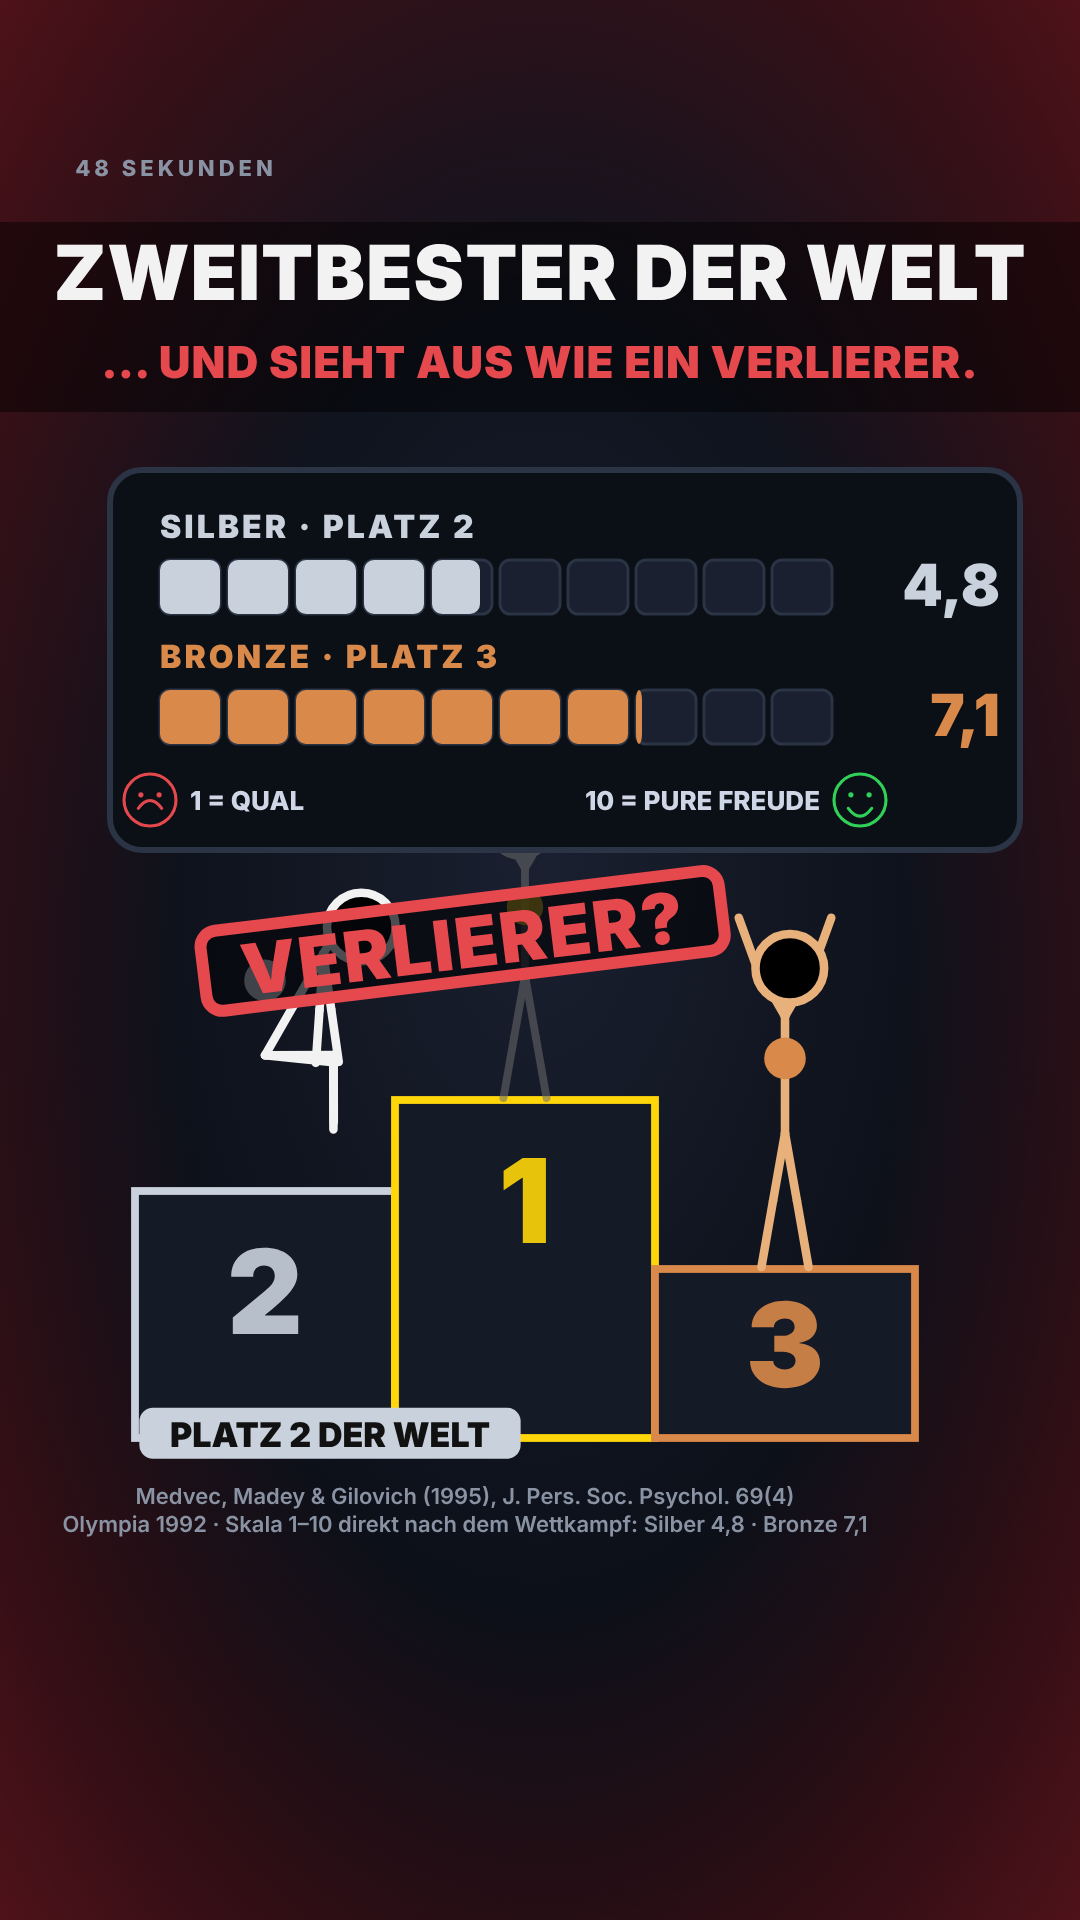 48 SEKUNDEN
ZWEITBESTER DER WELT
... UND SIEHT AUS WIE EIN VERLIERER.
SILBER · PLATZ 2
4,8
BRONZE · PLATZ 3
7,1
1 = QUAL
10 = PURE FREUDE
VERLIERER?
1
2
3
PLATZ 2 DER WELT
Medvec, Madey & Gilovich (1995), J. Pers. Soc. Psychol. 69(4)
Olympia 1992 · Skala 1–10 direkt nach dem Wettkampf: Silber 4,8 · Bronze 7,1